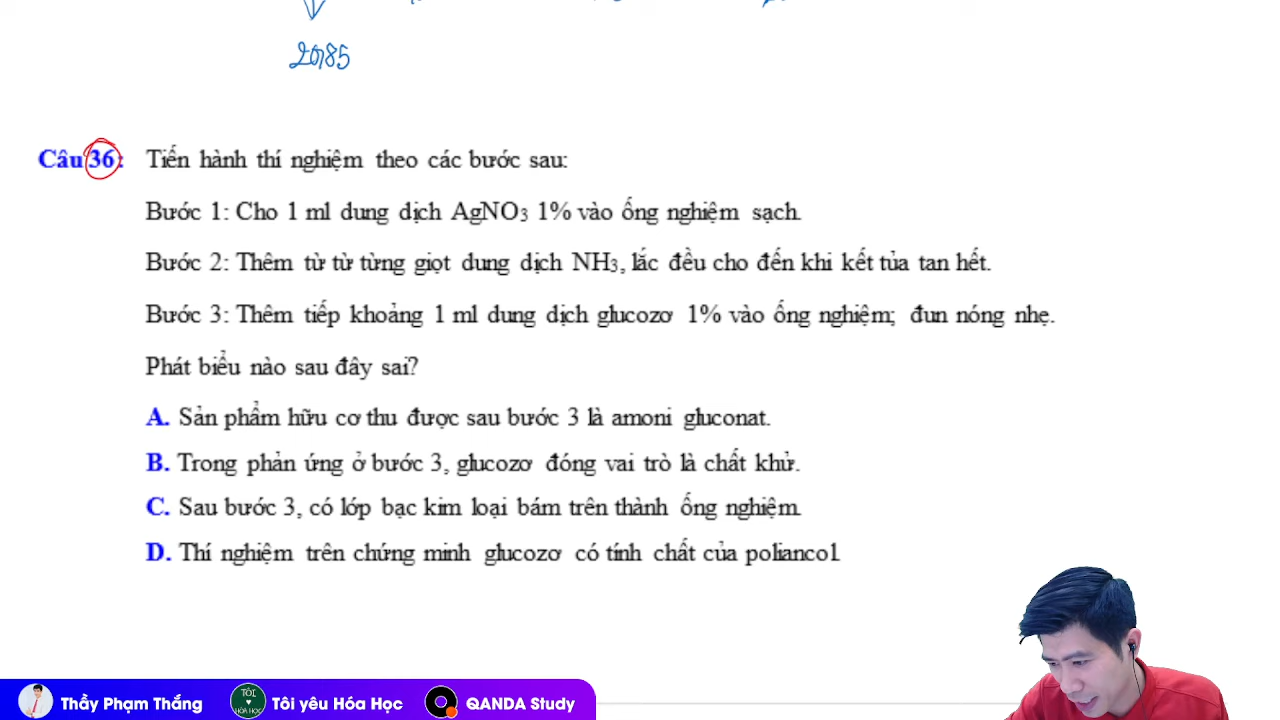 20185
Câu 36: Tiến hành thí nghiệm theo các bước sau:
Bước 1: Cho 1 ml dung dịch AgNO₃ 1% vào ống nghiệm sạch.
Bước 2: Thêm từ từ từng giọt dung dịch NH₃, lắc đều cho đến khi kết tủa tan hết.
Bước 3: Thêm tiếp khoảng 1 ml dung dịch glucozơ 1% vào ống nghiệm; đun nóng nhẹ.
Phát biểu nào sau đây sai?
A. Sản phẩm hữu cơ thu được sau bước 3 là amoni gluconat.
B. Trong phản ứng ở bước 3, glucozơ đóng vai trò là chất khử.
C. Sau bước 3, có lớp bạc kim loại bám trên thành ống nghiệm.
D. Thí nghiệm trên chứng minh glucozơ có tính chất của poliancol.
Thầy Phạm Thắng
TÔI ♥ HÓA HỌC
Tôi yêu Hóa Học
QANDA Study